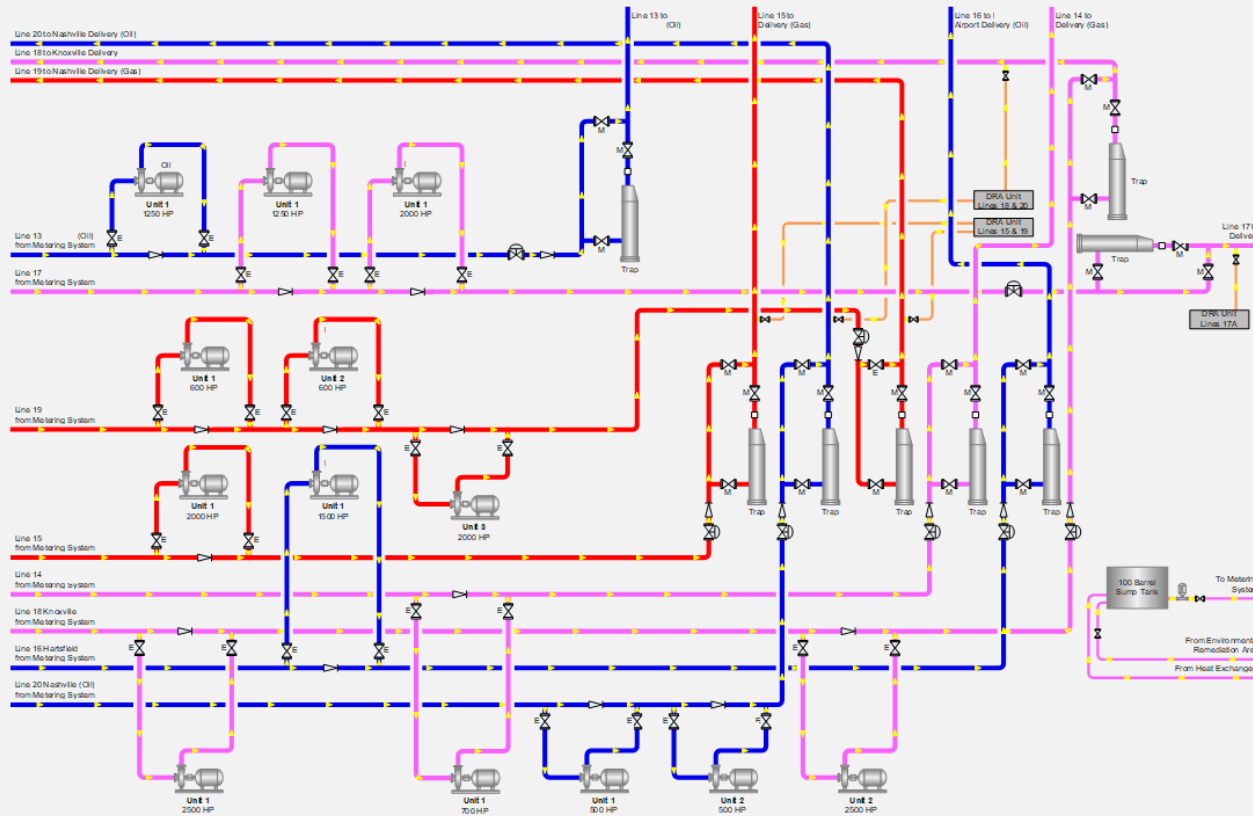 Line 20 to Nashville Delivery (Oil)
Line 18 to Knoxville Delivery
Line 19 to Nashville Delivery (Gas)
Line 13 to
(Oil)
Line 15 to
Delivery (Gas)
Line 16 to
Airport Delivery (Oil)
Line 14 to
Delivery (Gas)
Oil
Unit 1
1250 HP
Unit 1
1250 HP
Unit 1
2000 HP
M
M
M
Trap
M
M
M
Trap
DRA Unit
Lines 18 & 20
DRA Unit
Lines 15 & 19
Line 13 (Oil)
from Metering System
E
E
E
E
E
E
Line 17
from Metering System
Trap
M
M
M
DRA Unit
Lines 17A
Unit 1
600 HP
Unit 2
600 HP
E
E
E
E
Line 19
from Metering System
E
E
Unit 3
2000 HP
M
M
M
Trap
M
M
M
Trap
E
M
M
Trap
M
M
M
Trap
M
M
M
Trap
Unit 1
2000 HP
Unit 1
1500 HP
E
E
Line 15
from Metering System
Line 14
from Metering System
E
E
Line 18 Knoxville
from Metering System
E
E
E
E
Line 16 Hartsfield
from Metering System
E
E
Line 20 Nashville (Oil)
from Metering System
E
E
E
Unit 1
2500 HP
Unit 1
700 HP
Unit 1
500 HP
Unit 2
500 HP
Unit 2
2500 HP
100 Barrel
Sump Tank
To
From
From Heat